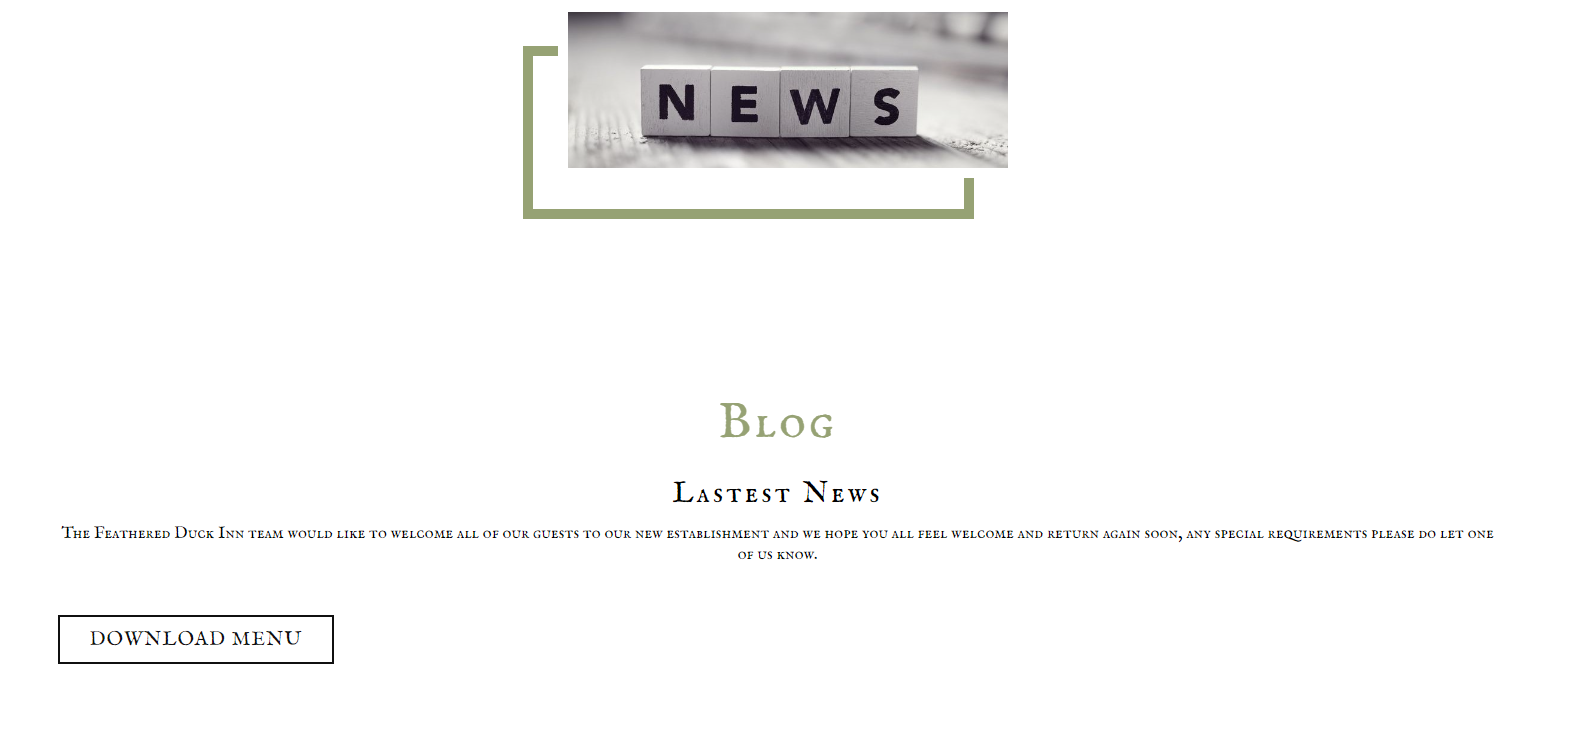 NEWS
Blog
Lastest News
The Feathered Duck Inn team would like to welcome all of our guests to our new establishment and we hope you all feel welcome and return again soon, any special requirements please do let one
of us know.
DOWNLOAD MENU